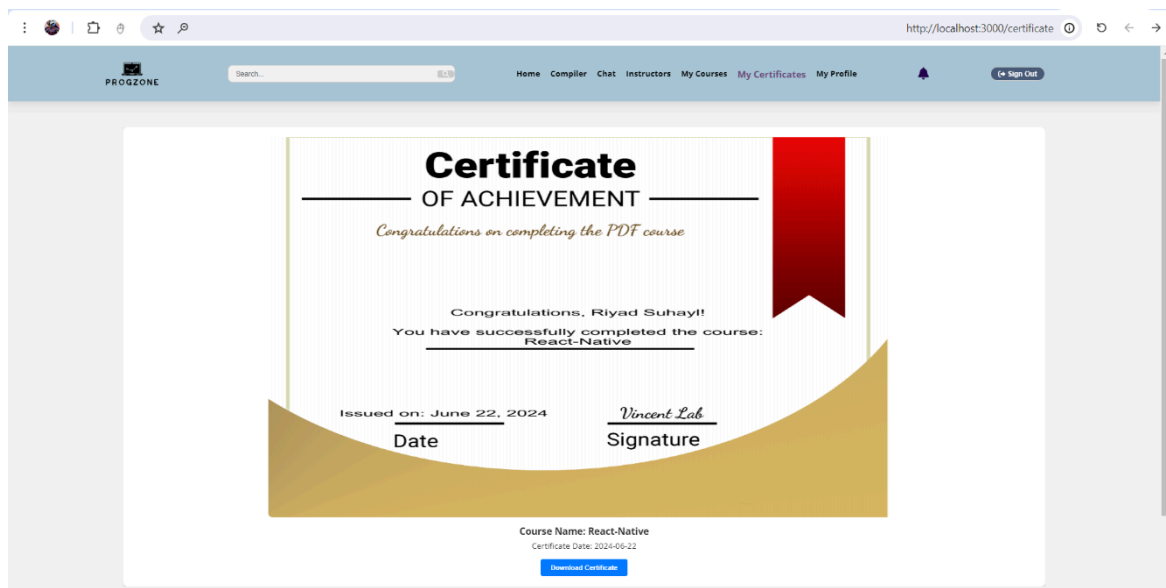 http://localhost:3000/certificate
PROGZONE
Search...
Home Compiler Chat Instructors My Courses My Certificates My Profile
Sign Out
Certificate
OF ACHIEVEMENT
Congratulations on completing the PDF course
Congratulations, Riyad Suhayl!
You have successfully completed the course:
React-Native
Issued on: June 22, 2024
Vincent Lab
Date
Signature
Course Name: React-Native
Certificate Date: 2024-06-22
Download Certificate